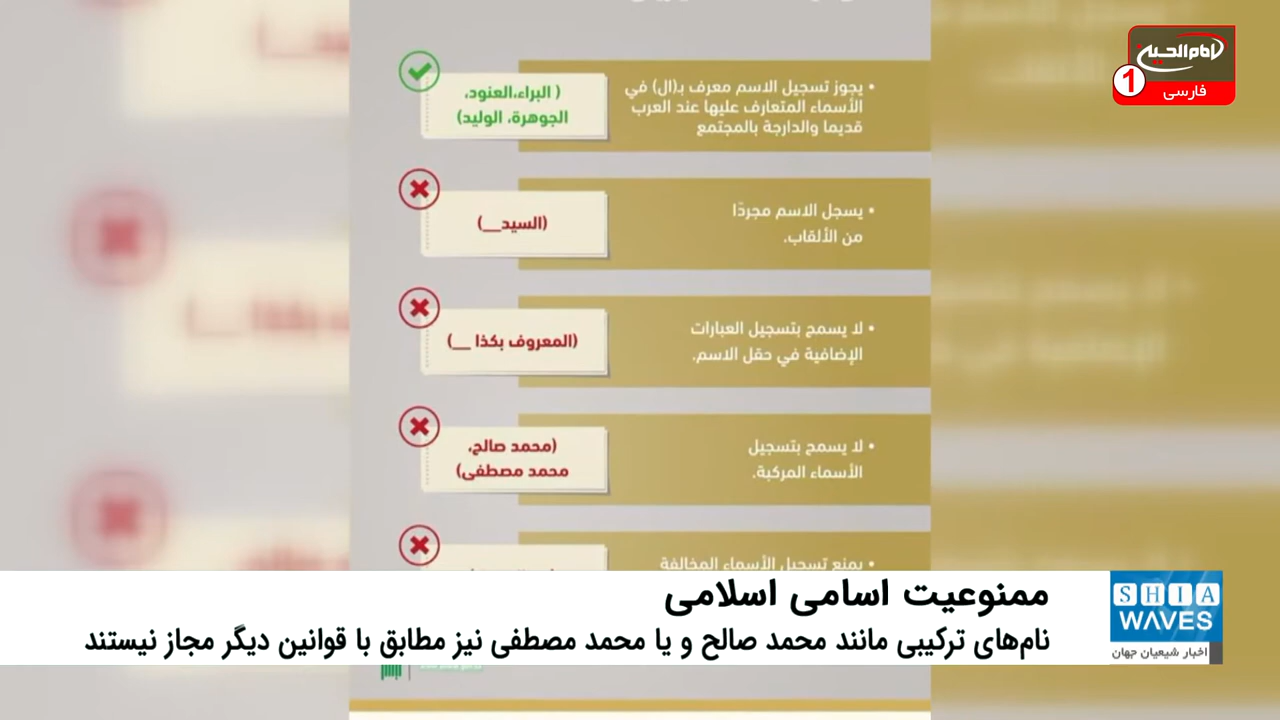 امام الحسین
1
فارسی
• يجوز تسجيل الاسم معرف بـ(ال) في
الأسماء المتعارف عليها عند العرب
قديما والدارجة بالمجتمع
( البراء،العنود،
الجوهرة، الوليد)
• يسجل الاسم مجردًا
من الألقاب.
(السيد__)
• لا يسمح بتسجيل العبارات
الإضافية في حقل الاسم.
(المعروف بكذا __)
• لا يسمح بتسجيل
الأسماء المركبة.
(محمد صالح،
محمد مصطفى)
• يمنع تسجيل الأسماء المخالفة
ممنوعیت اسامی اسلامی
نام‌های ترکیبی مانند محمد صالح و یا محمد مصطفی نیز مطابق با قوانین دیگر مجاز نیستند
SHIA
WAVES
اخبار شیعیان جهان